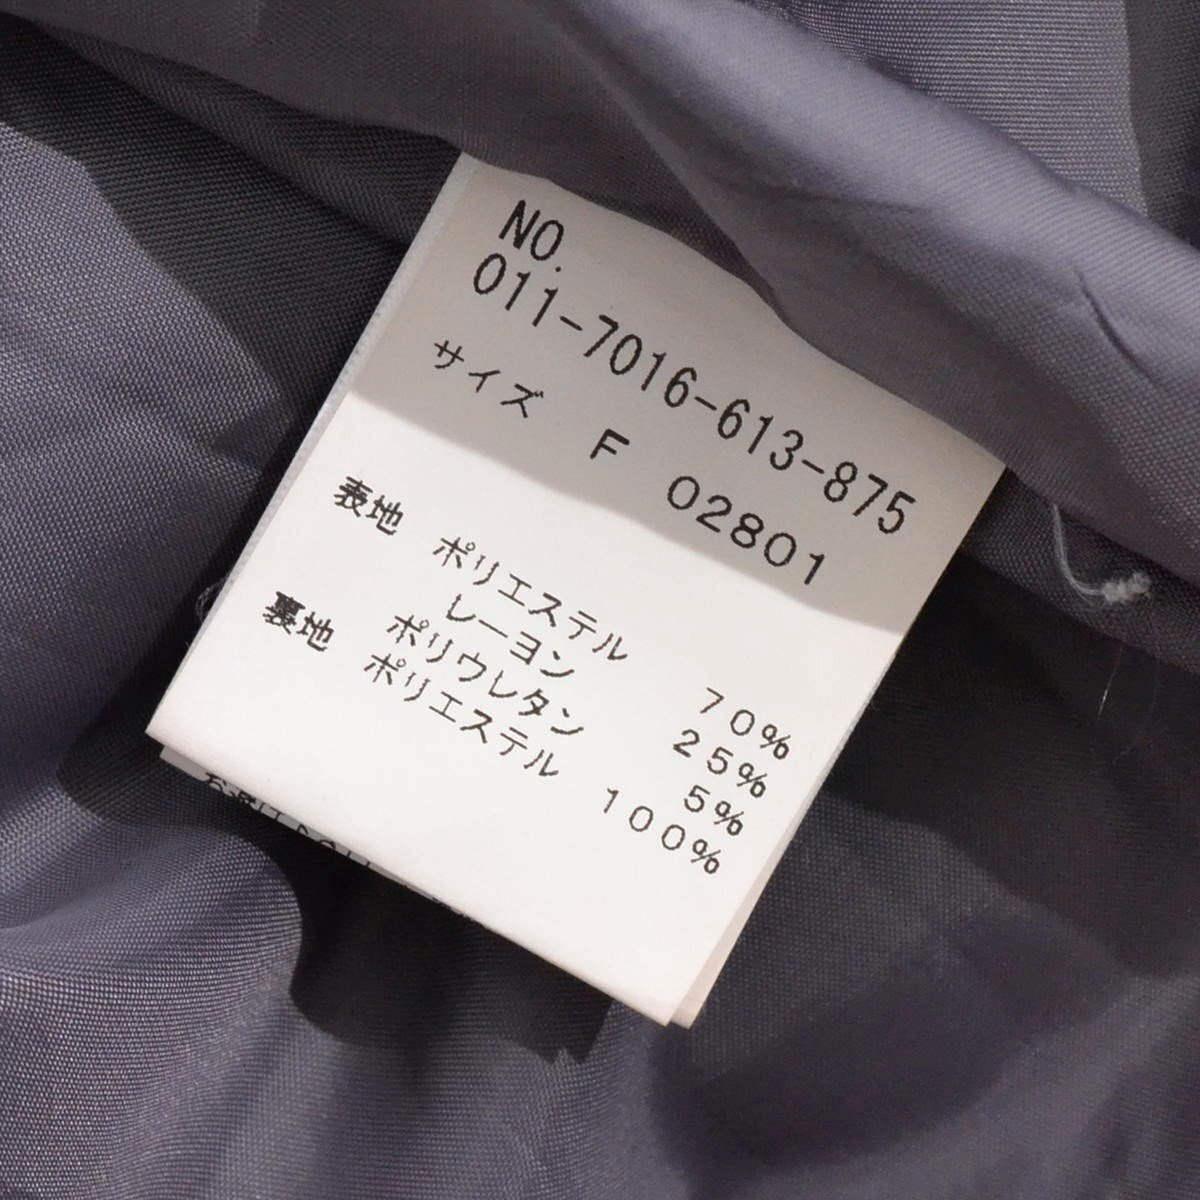 NO.
011-7016-613-875
サイズ F 02801
表地 ポリエステル 70%
レーヨン 25%
ポリウレタン 5%
裏地 ポリエステル 100%